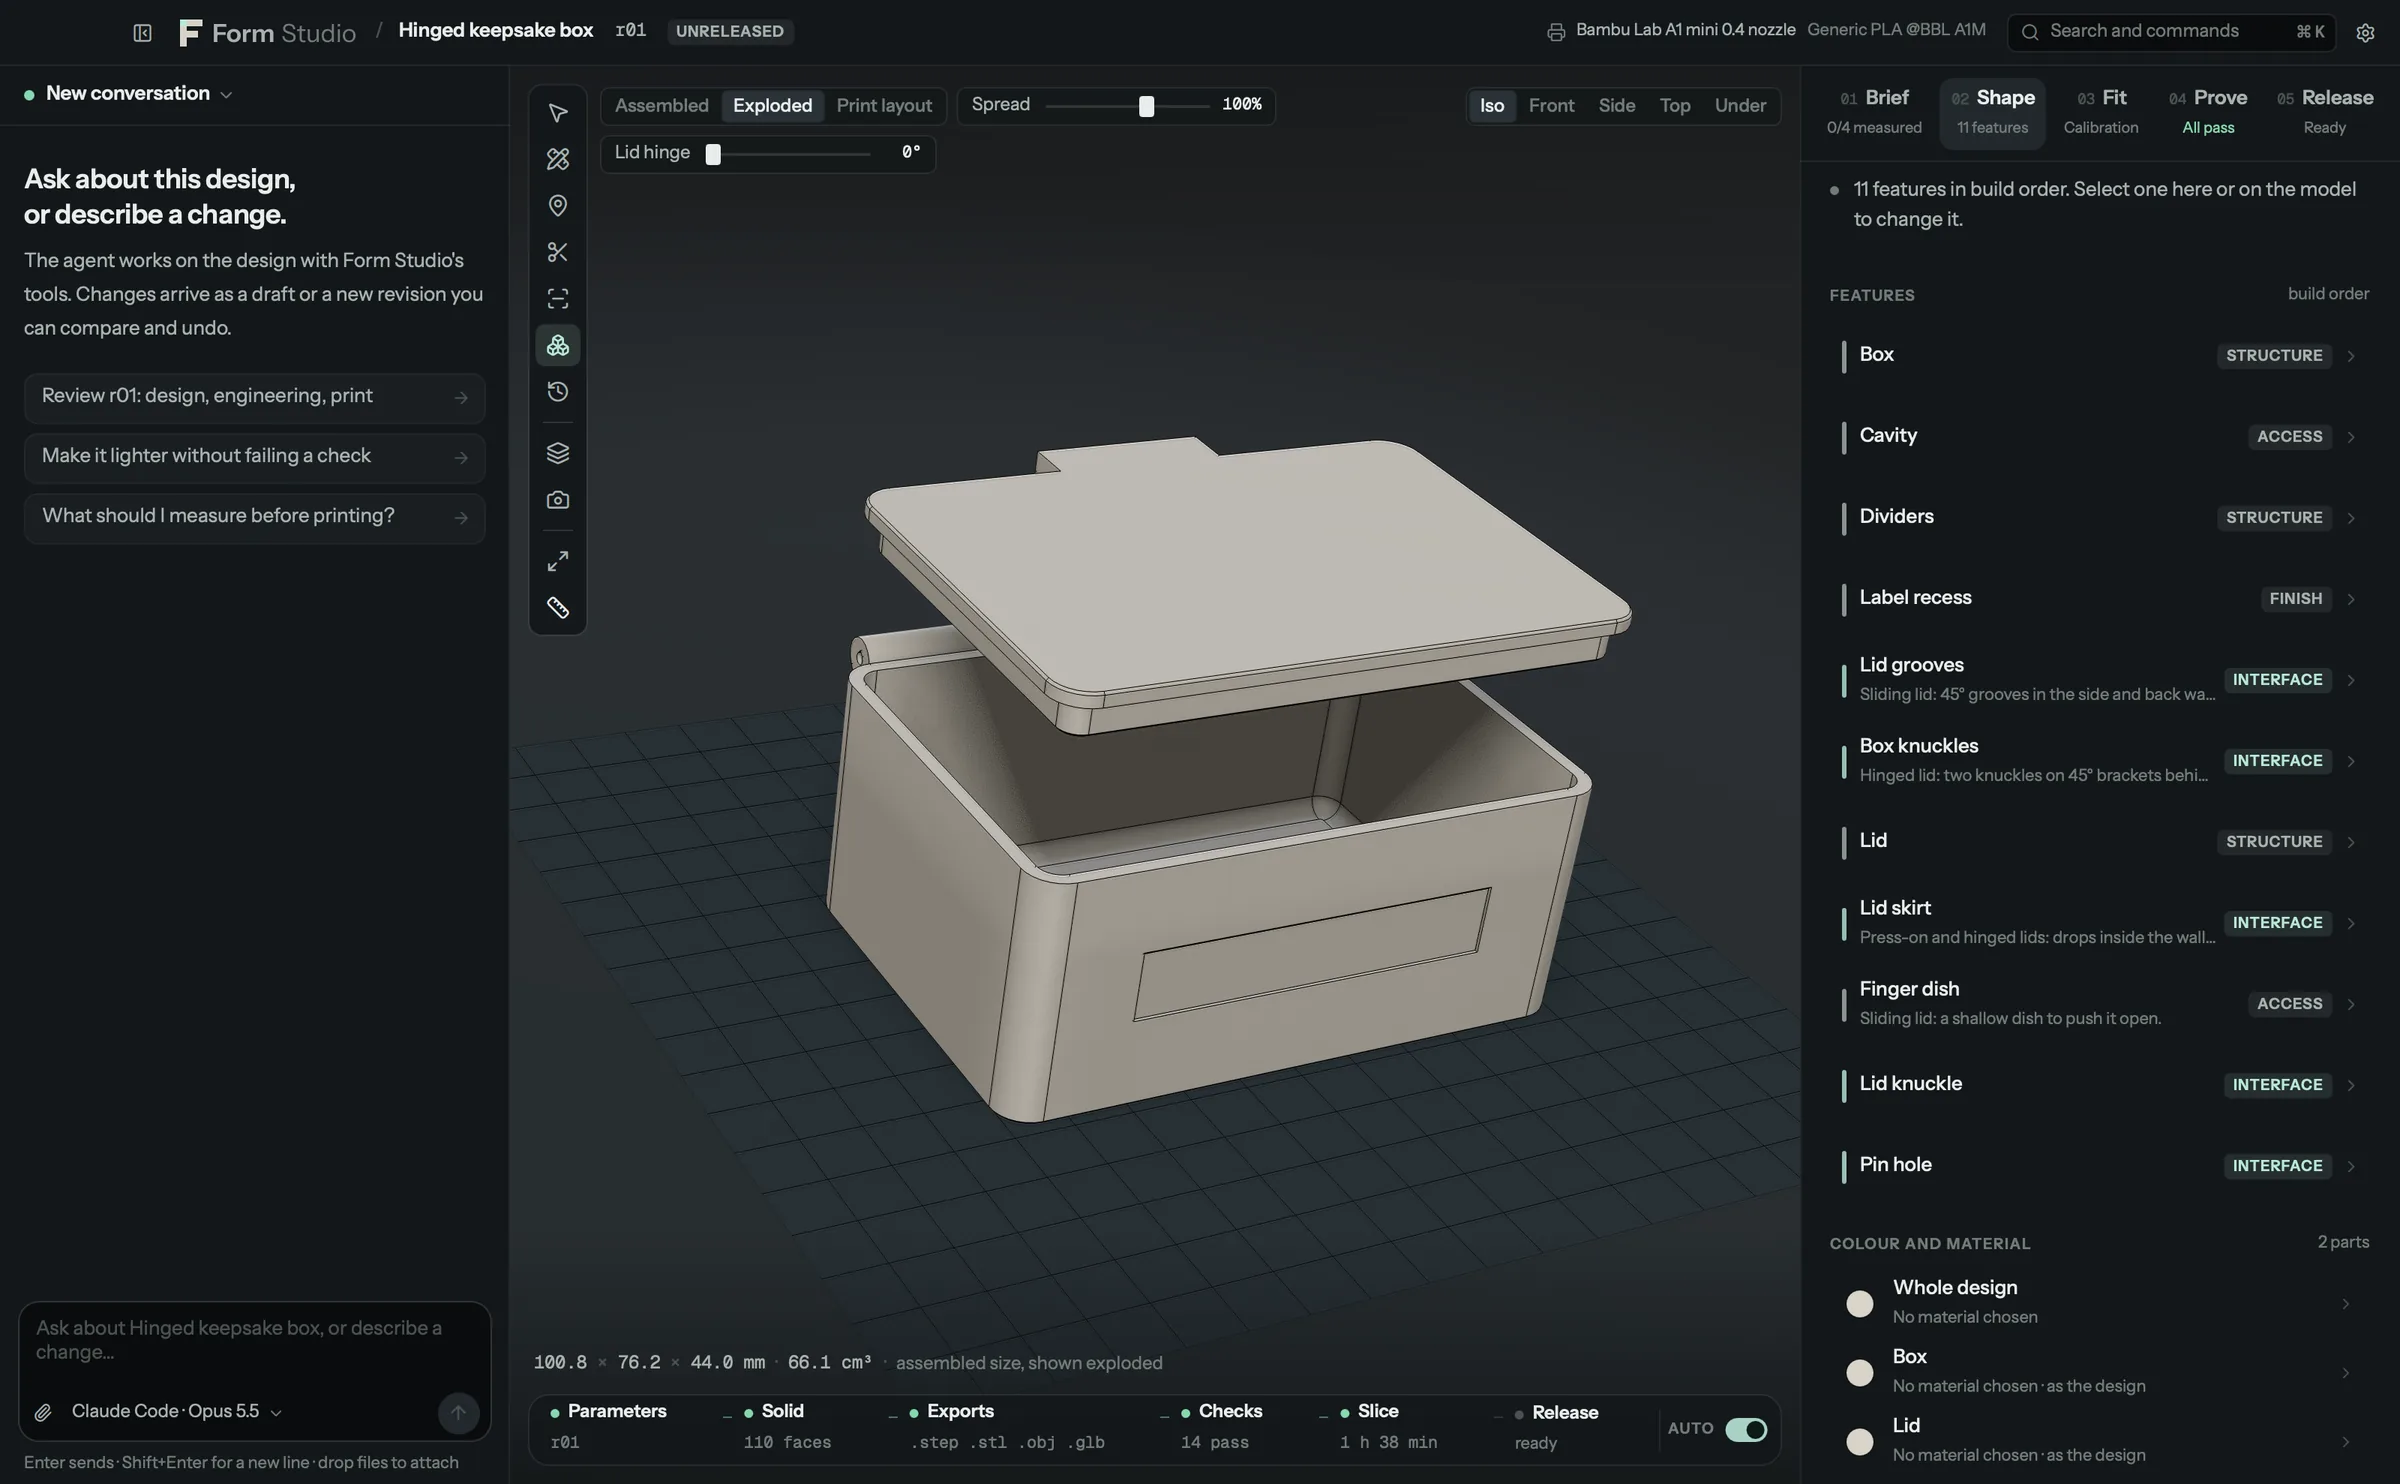 Form Studio / Hinged keepsake box r01 UNRELEASED
Bambu Lab A1 mini 0.4 nozzle Generic PLA @BBL A1M
Search and commands ⌘ K
New conversation
Ask about this design,
or describe a change.
The agent works on the design with Form Studio's
tools. Changes arrive as a draft or a new revision you
can compare and undo.
Review r01: design, engineering, print
Make it lighter without failing a check
What should I measure before printing?
Ask about Hinged keepsake box, or describe a
change...
Claude Code · Opus 5.5
Enter sends · Shift+Enter for a new line · drop files to attach
Assembled Exploded Print layout
Spread 100%
Iso Front Side Top Under
Lid hinge 0°
100.8 × 76.2 × 44.0 mm · 66.1 cm³ · assembled size, shown exploded
Parameters
r01
Solid
110 faces
Exports
.step .stl .obj .glb
Checks
14 pass
Slice
1 h 38 min
Release
ready
AUTO
01 Brief
0/4 measured
02 Shape
11 features
03 Fit
Calibration
04 Prove
All pass
05 Release
Ready
11 features in build order. Select one here or on the model
to change it.
FEATURES build order
Box STRUCTURE
Cavity ACCESS
Dividers STRUCTURE
Label recess FINISH
Lid grooves INTERFACE
Sliding lid: 45° grooves in the side and back wa...
Box knuckles INTERFACE
Hinged lid: two knuckles on 45° brackets behi...
Lid STRUCTURE
Lid skirt INTERFACE
Press-on and hinged lids: drops inside the wall...
Finger dish ACCESS
Sliding lid: a shallow dish to push it open.
Lid knuckle INTERFACE
Pin hole INTERFACE
COLOUR AND MATERIAL 2 parts
Whole design
No material chosen
Box
No material chosen · as the design
Lid
No material chosen · as the design